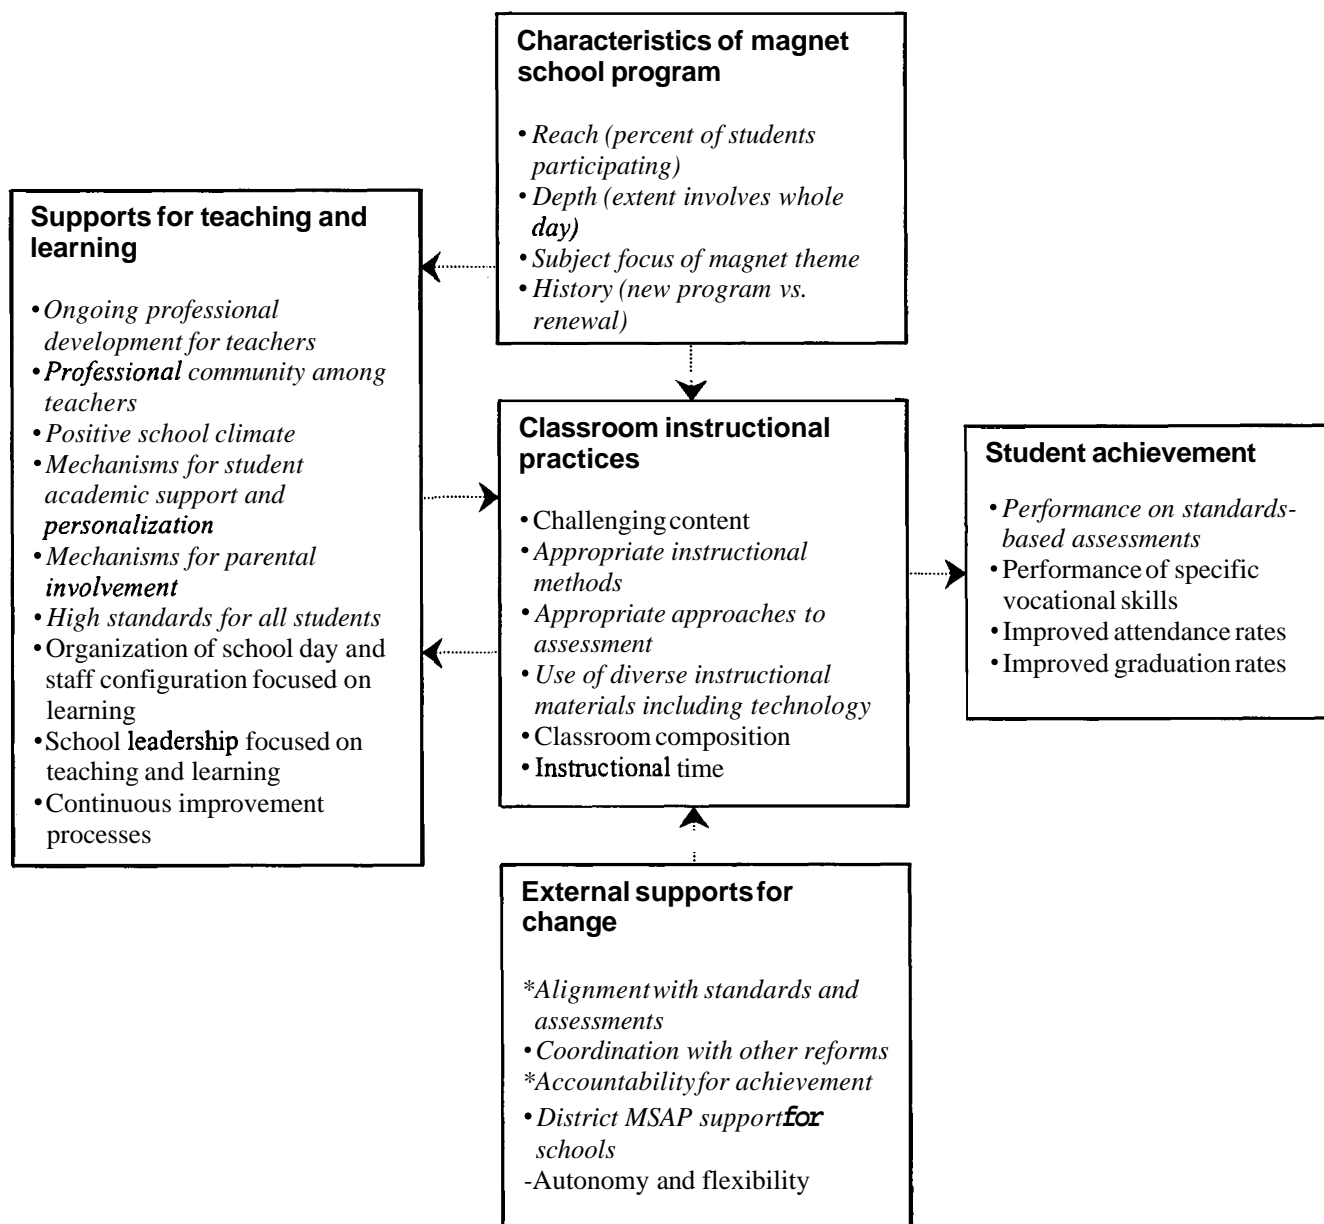 Characteristics of magnet
school program
• Reach (percent of students
participating)
• Depth (extent involves whole
day)
• Subject focus of magnet theme
• History (new program vs.
renewal)
Supports for teaching and
learning
• Ongoing professional
development for teachers
• Professional community among
teachers
• Positive school climate
• Mechanisms for student
academic support and
personalization
• Mechanisms for parental
involvement
• High standards for all students
• Organization of school day and
staff configuration focused on
learning
• School leadership focused on
teaching and learning
• Continuous improvement
processes
Classroom instructional
practices
• Challenging content
• Appropriate instructional
methods
• Appropriate approaches to
assessment
• Use of diverse instructional
materials including technology
• Classroom composition
• Instructional time
Student achievement
• Performance on standards-
based assessments
• Performance of specific
vocational skills
• Improved attendance rates
• Improved graduation rates
External supports for
change
*Alignment with standards and
assessments
• Coordination with other reforms
*Accountability for achievement
• District MSAP support for
schools
-Autonomy and flexibility